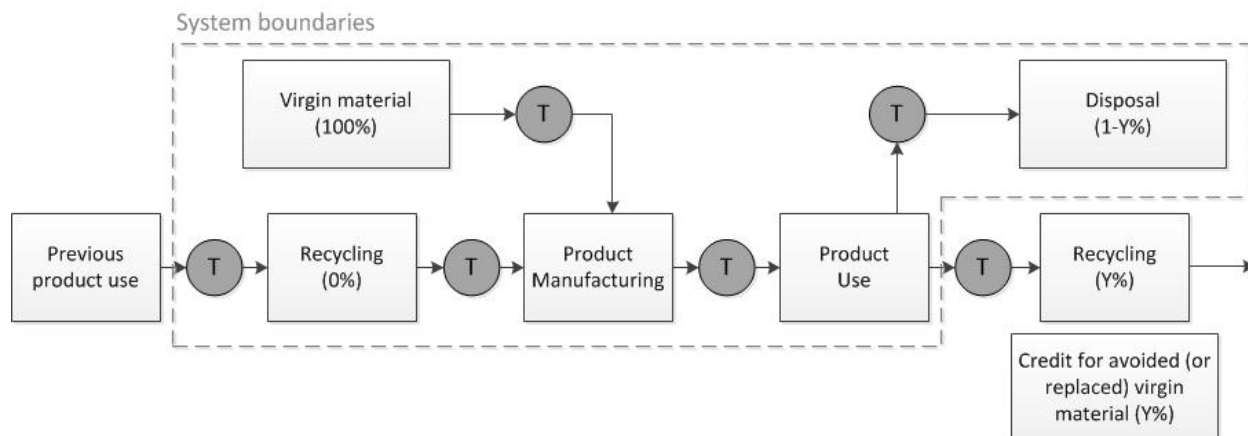 System boundaries
Virgin material
(100%)
T
T
Disposal
(1-Y%)
Previous
product use
T
Recycling
(0%)
T
Product
Manufacturing
T
Product
Use
T
Recycling
(Y%)
Credit for avoided (or
replaced) virgin
material (Y%)